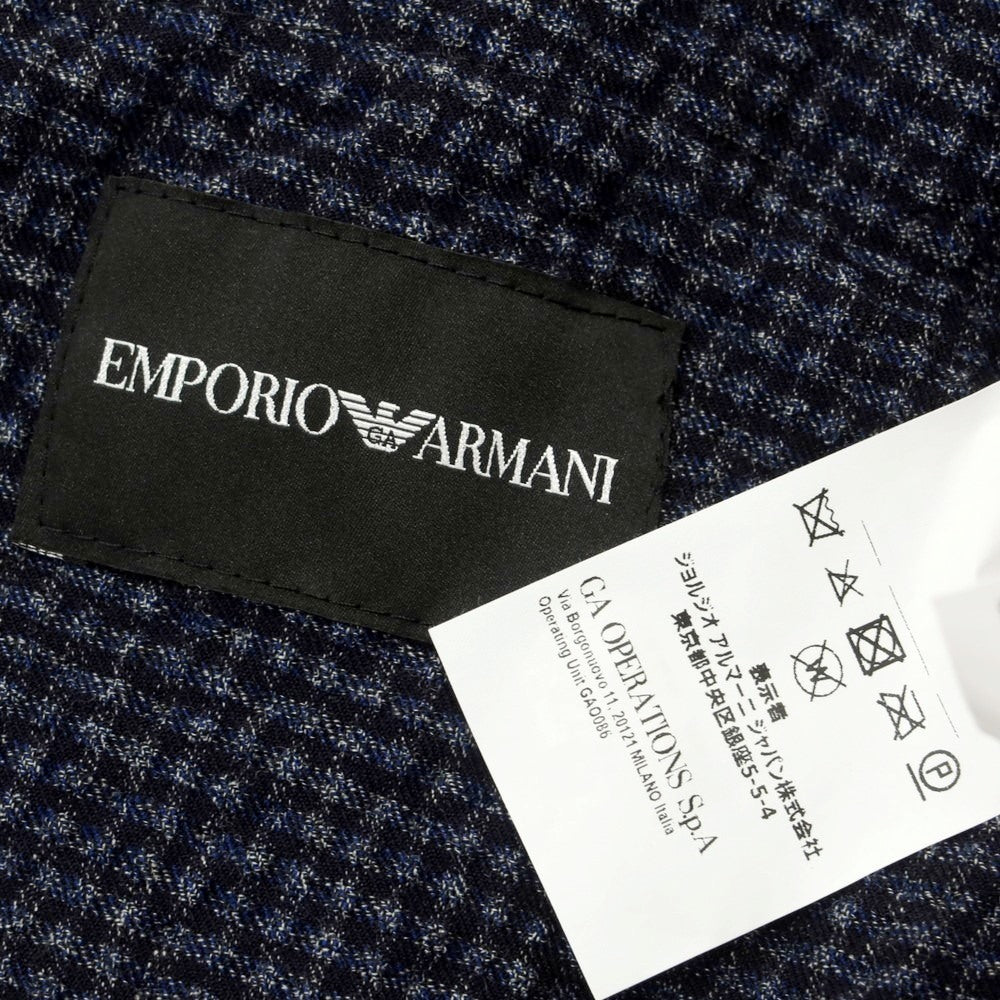 EMPORIO GA ARMANI
GA OPERATIONS S.p.A
Via Borgonuovo 11, 20121 MILANO Italia
Operating Unit GAO086
表示者
ジョルジオ アルマーニ ジャパン株式会社
東京都中央区銀座5-5-4
W
P